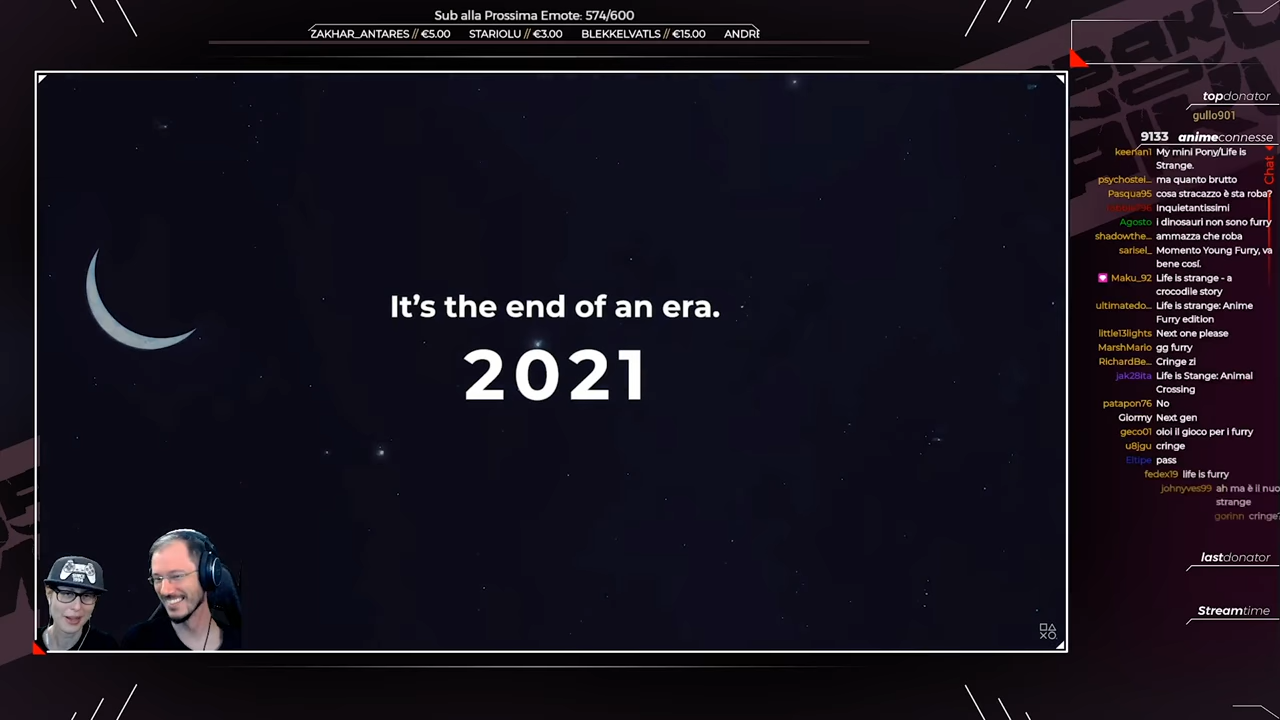 Sub alla Prossima Emote: 574/600
ZAKHAR_ANTARES // €5.00 STARIOLU // €3.00 BLEKKELVATLS // €15.00 ANDRE
It's the end of an era.
2021
topdonator
gullo901
9133 animeconnesse
Chat
keenan1 My mini Pony/Life is
Strange.
psychostei... ma quanto brutto
Pasqua95 cosa stracazzo è sta roba?
Inquietantissimi
Agosto i dinosauri non sono furry
shadowthe... ammazza che roba
sarisel_ Momento Young Furry, va
bene così.
Maku_92 Life is strange - a
crocodile story
ultimatedo... Life is strange: Anime
Furry edition
little13lights Next one please
MarshMario gg furry
RichardBe... Cringe zi
jak28ita Life is Stange: Animal
Crossing
patapon76 No
Giormy Next gen
geco01 oioi il gioco per i furry
u8jgu cringe
Eltipe pass
fedex19 life is furry
johnyves99 ah ma è il nuo
strange
gorinn cringe?
lastdonator
Streamtime